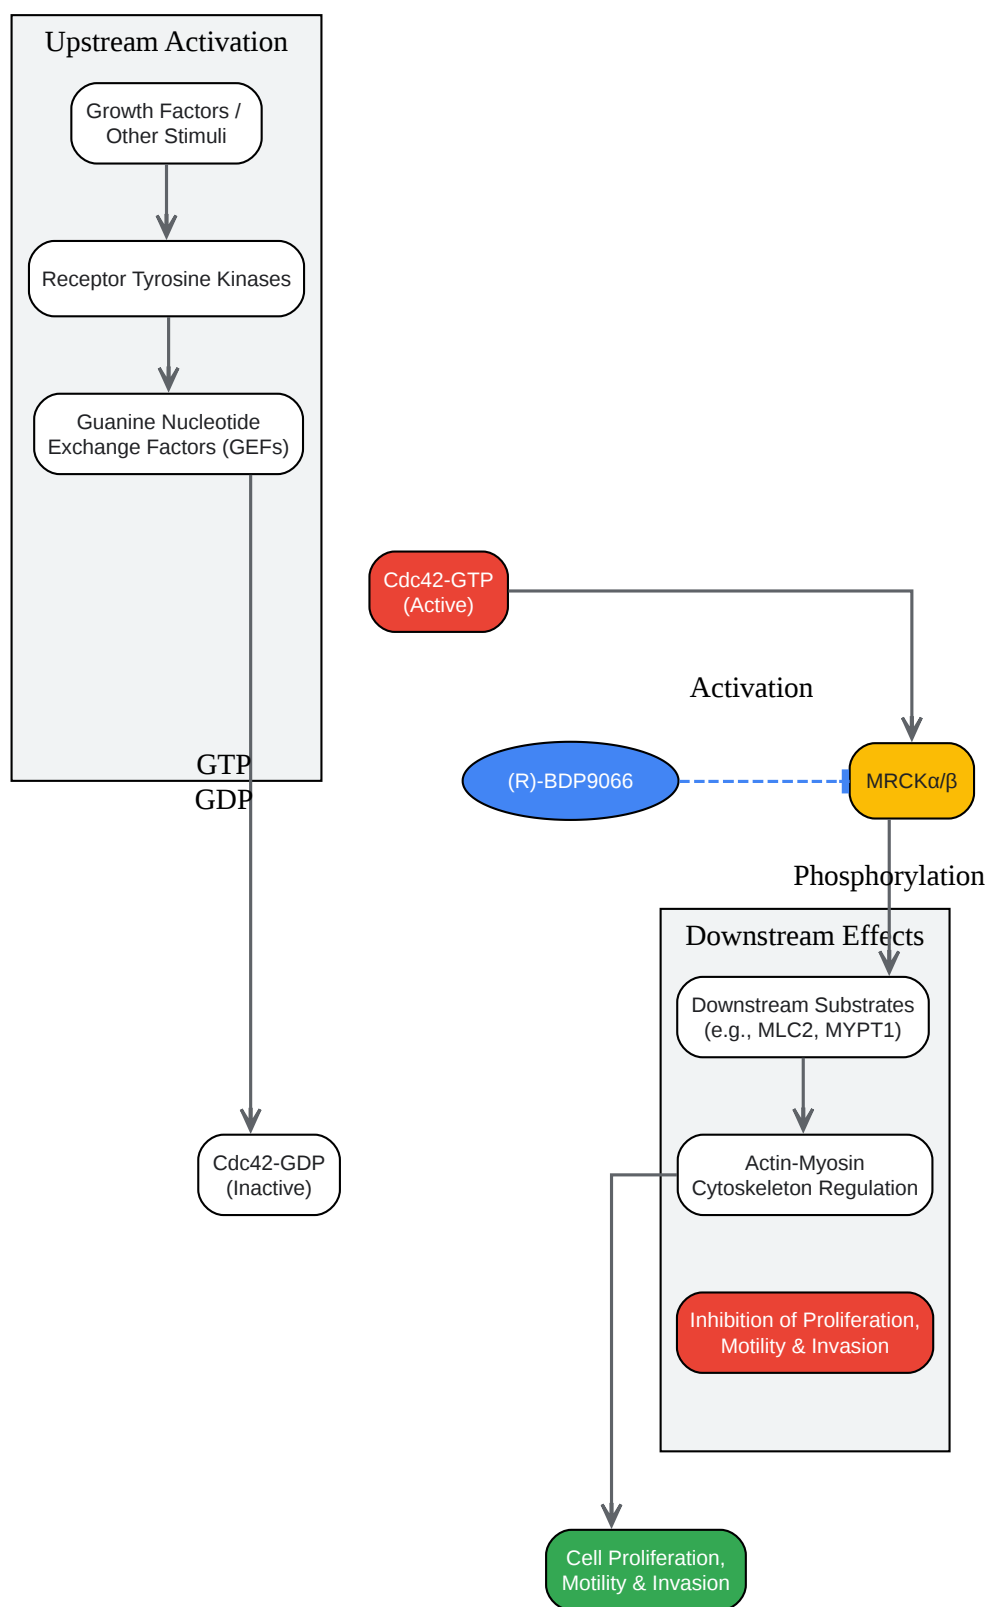 Upstream Activation
Growth Factors /
Other Stimuli
Receptor Tyrosine Kinases
Guanine Nucleotide
Exchange Factors (GEFs)
Cdc42-GTP
(Active)
Activation
GTP
GDP
(R)-BDP9066
MRCKα/β
Phosphorylation
Downstream Effects
Downstream Substrates
(e.g., MLC2, MYPT1)
Cdc42-GDP
(Inactive)
Actin-Myosin
Cytoskeleton Regulation
Inhibition of Proliferation,
Motility & Invasion
Cell Proliferation,
Motility & Invasion